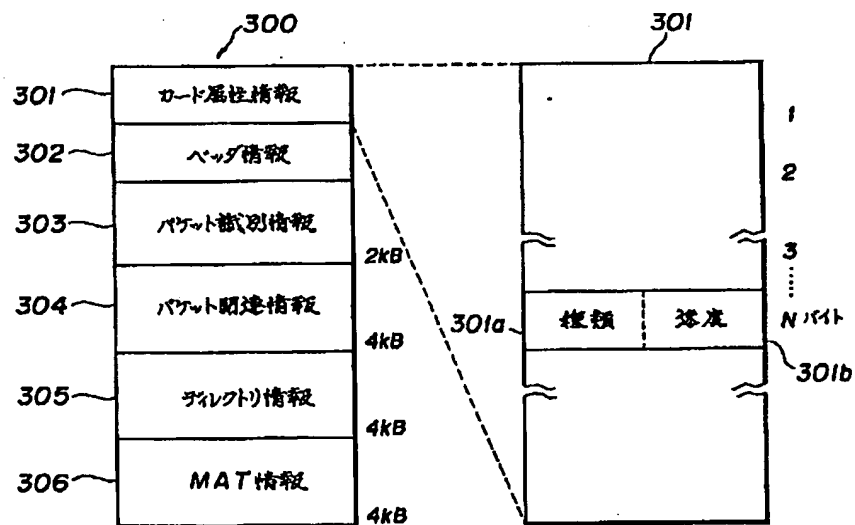 300
301
301
カード属性情報
1
302
ヘッダ情報
2
303
パケット識別情報
2kB
3
304
パケット関連情報
4kB
301a
種類
速度
Nバイト
301b
305
ディレクトリ情報
4kB
306
MAT情報
4kB